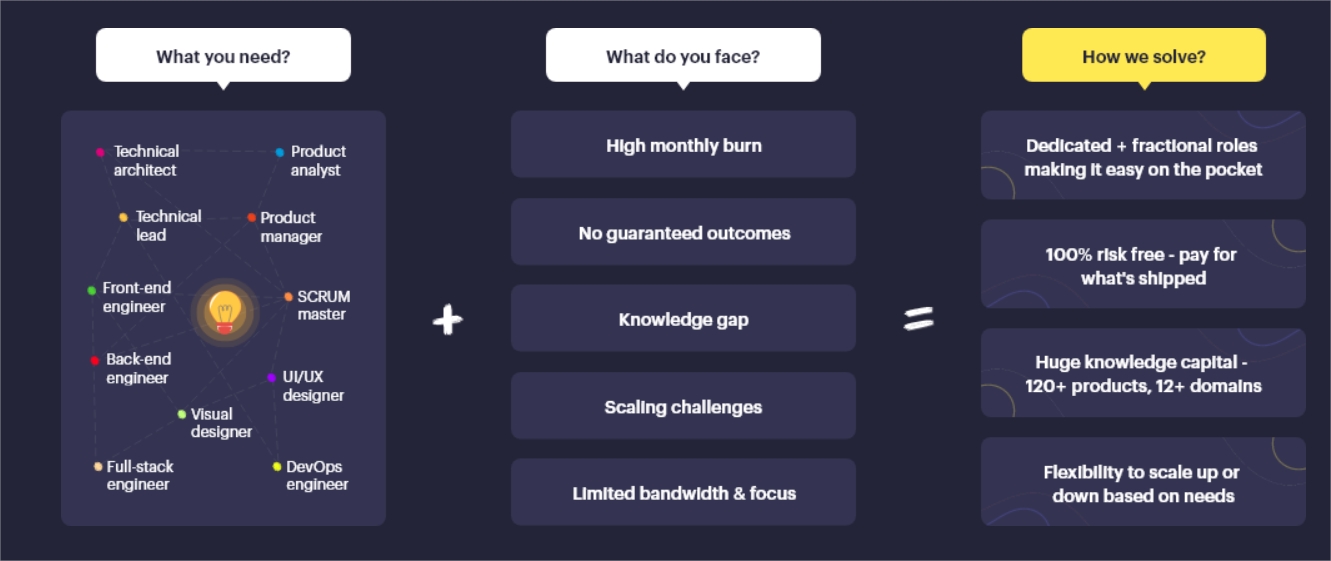 What you need?
Technical
architect
Product
analyst
Technical
lead
Product
manager
Front-end
engineer
SCRUM
master
Back-end
engineer
UI/UX
designer
Visual
designer
Full-stack
engineer
DevOps
engineer
+
What do you face?
High monthly burn
No guaranteed outcomes
Knowledge gap
Scaling challenges
Limited bandwidth & focus
=
How we solve?
Dedicated + fractional roles
making it easy on the pocket
100% risk free - pay for
what's shipped
Huge knowledge capital -
120+ products, 12+ domains
Flexibility to scale up or
down based on needs